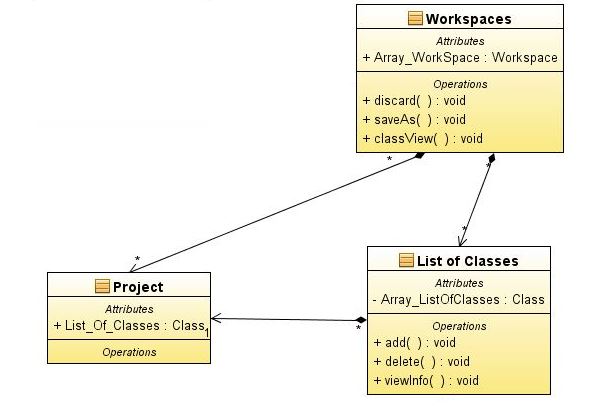 Workspaces
Attributes
+ Array_WorkSpace : Workspace
Operations
+ discard( ) : void
+ saveAs( ) : void
+ classView( ) : void
*
*
*
*
Project
Attributes
+ List_Of_Classes : Class
1
Operations
*
List of Classes
Attributes
- Array_ListOfClasses : Class
Operations
+ add( ) : void
+ delete( ) : void
+ viewInfo( ) : void